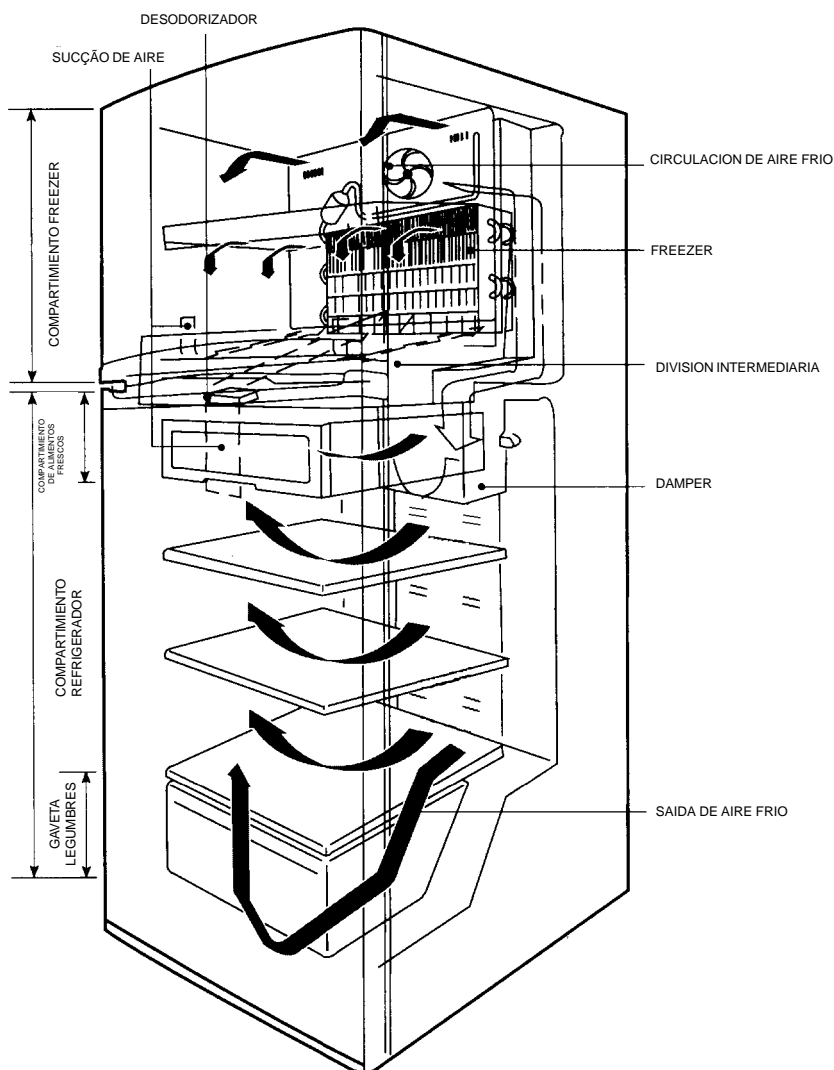 DESODORIZADOR
SUCÇÃO DE AIRE
CIRCULACION DE AIRE FRIO
COMPARTIMIENTO FREEZER
FREEZER
DIVISION INTERMEDIARIA
COMPARTIMIENTO
DE ALIMENTOS
FRESCOS
DAMPER
COMPARTIMIENTO
REFRIGERADOR
GAVETA
LEGUMBRES
SAIDA DE AIRE FRIO